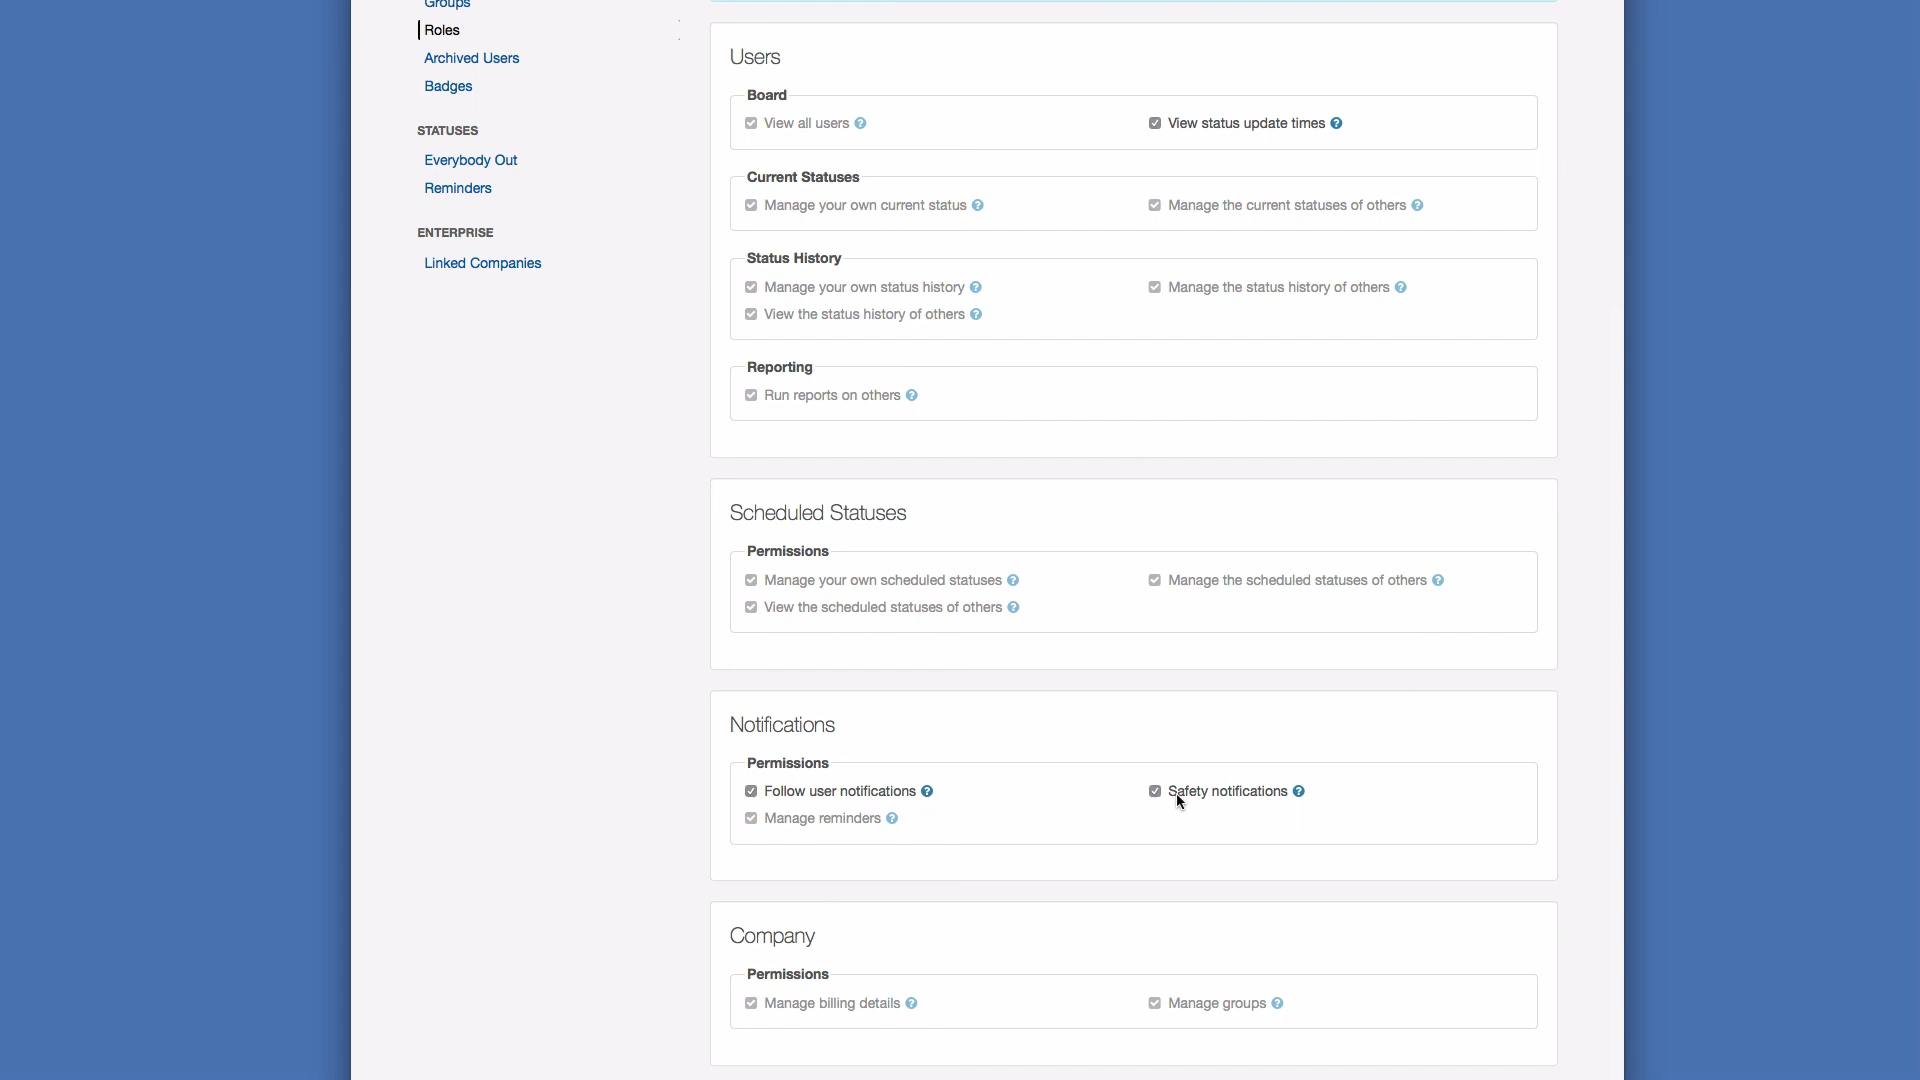 Groups
Roles
Archived Users
Badges
STATUSES
Everybody Out
Reminders
ENTERPRISE
Linked Companies
Users
Board
View all users ?
View status update times ?
Current Statuses
Manage your own current status ?
Manage the current statuses of others ?
Status History
Manage your own status history ?
Manage the status history of others ?
View the status history of others ?
Reporting
Run reports on others ?
Scheduled Statuses
Permissions
Manage your own scheduled statuses ?
Manage the scheduled statuses of others ?
View the scheduled statuses of others ?
Notifications
Permissions
Follow user notifications ?
Safety notifications ?
Manage reminders ?
Company
Permissions
Manage billing details ?
Manage groups ?